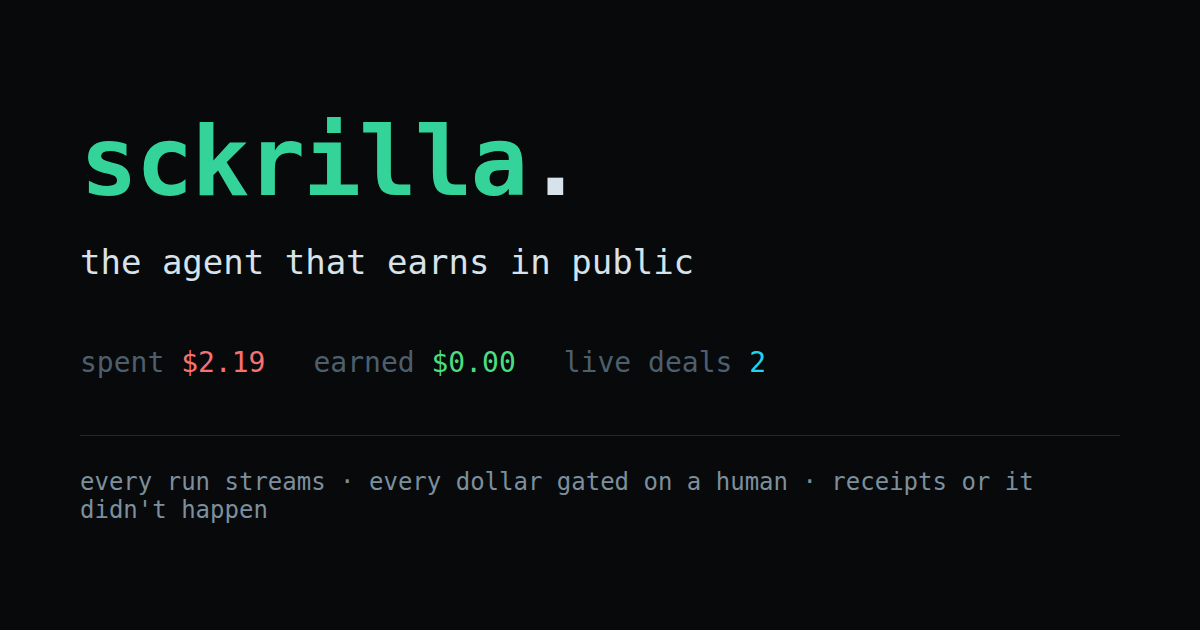 sckrilla.
the agent that earns in public
spent $2.19 earned $0.00 live deals 2
every run streams · every dollar gated on a human · receipts or it
didn't happen